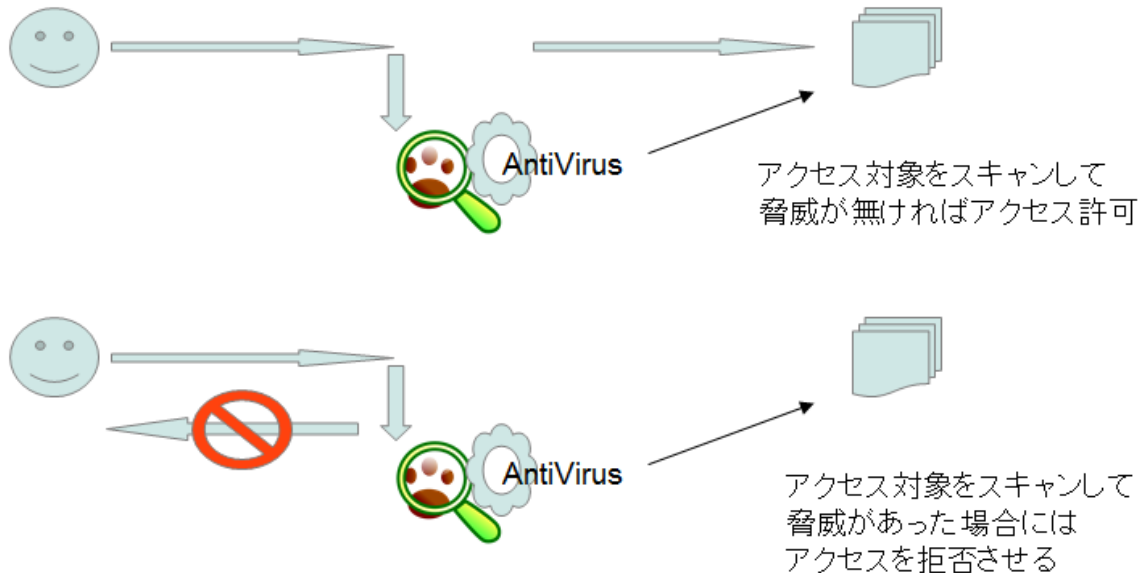 AntiVirus
アクセス対象をスキャンして
脅威が無ければアクセス許可
AntiVirus
アクセス対象をスキャンして
脅威があった場合には
アクセスを拒否させる